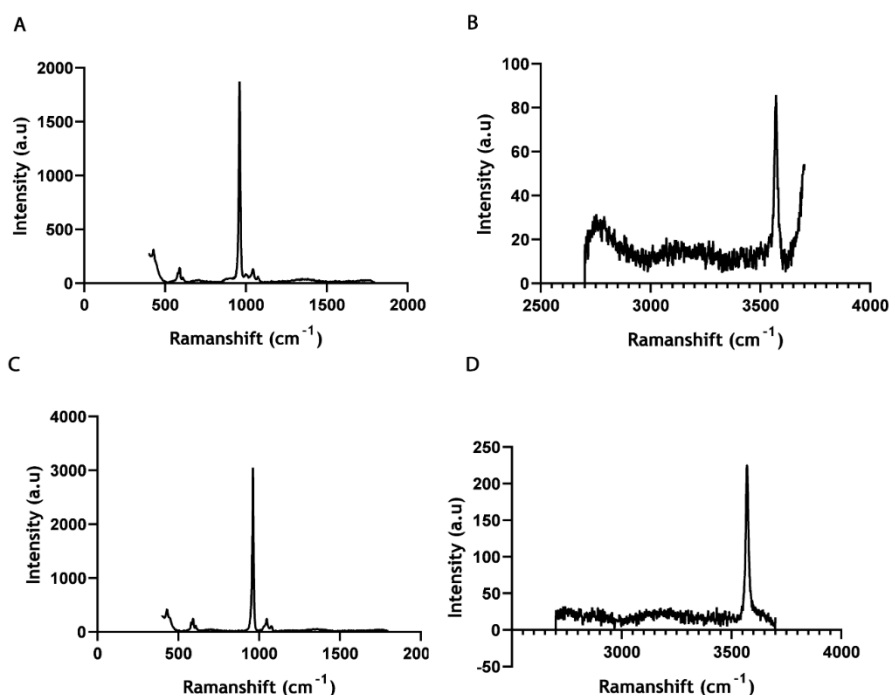 A
Intensity (a.u)
2000
1500
1000
500
0
0 500 1000 1500 2000
Ramanshift (cm⁻¹)
B
Intensity (a.u)
100
80
60
40
20
0
2500 3000 3500 4000
Ramanshift (cm⁻¹)
C
Intensity (a.u)
4000
3000
2000
1000
0
0 500 1000 1500 200
Ramanshift (cm⁻¹)
D
Intensity (a.u)
250
200
150
100
50
0
-50
3000 3500 4000
Ramanshift (cm⁻¹)